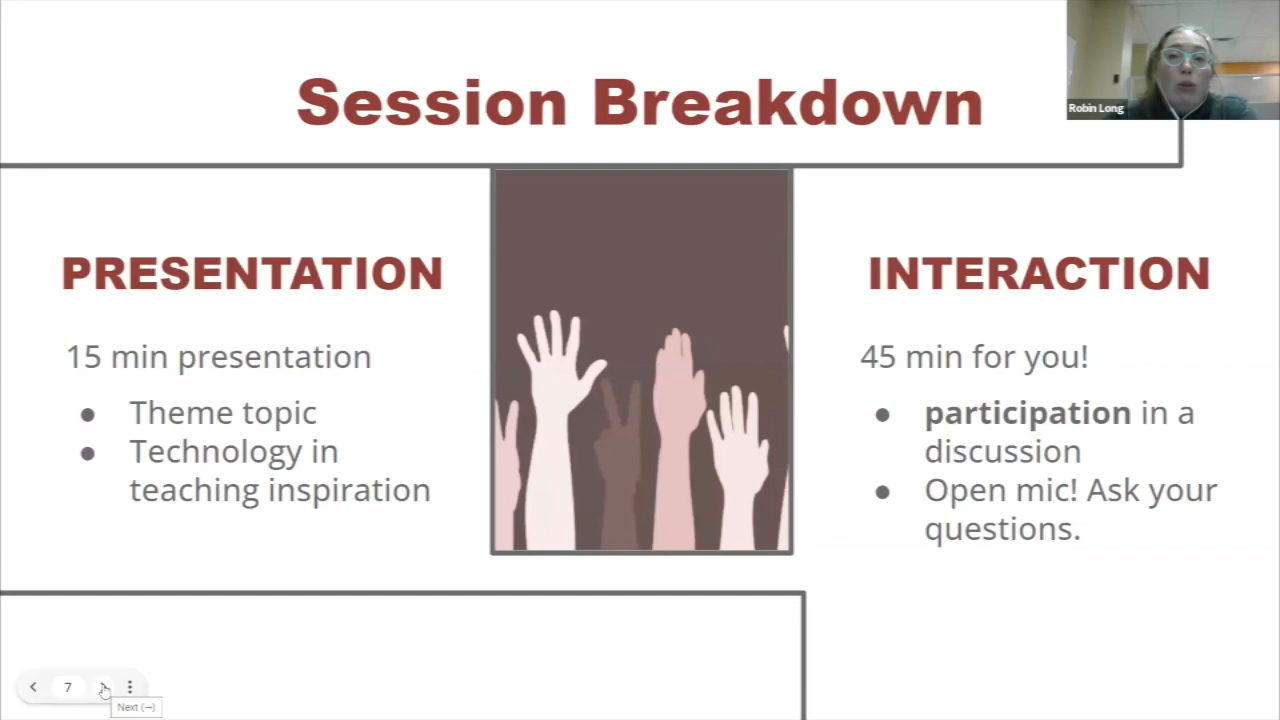 Session Breakdown
Robin Long
PRESENTATION
15 min presentation
● Theme topic
● Technology in
teaching inspiration
INTERACTION
45 min for you!
● participation in a
discussion
● Open mic! Ask your
questions.
7
Next (→)